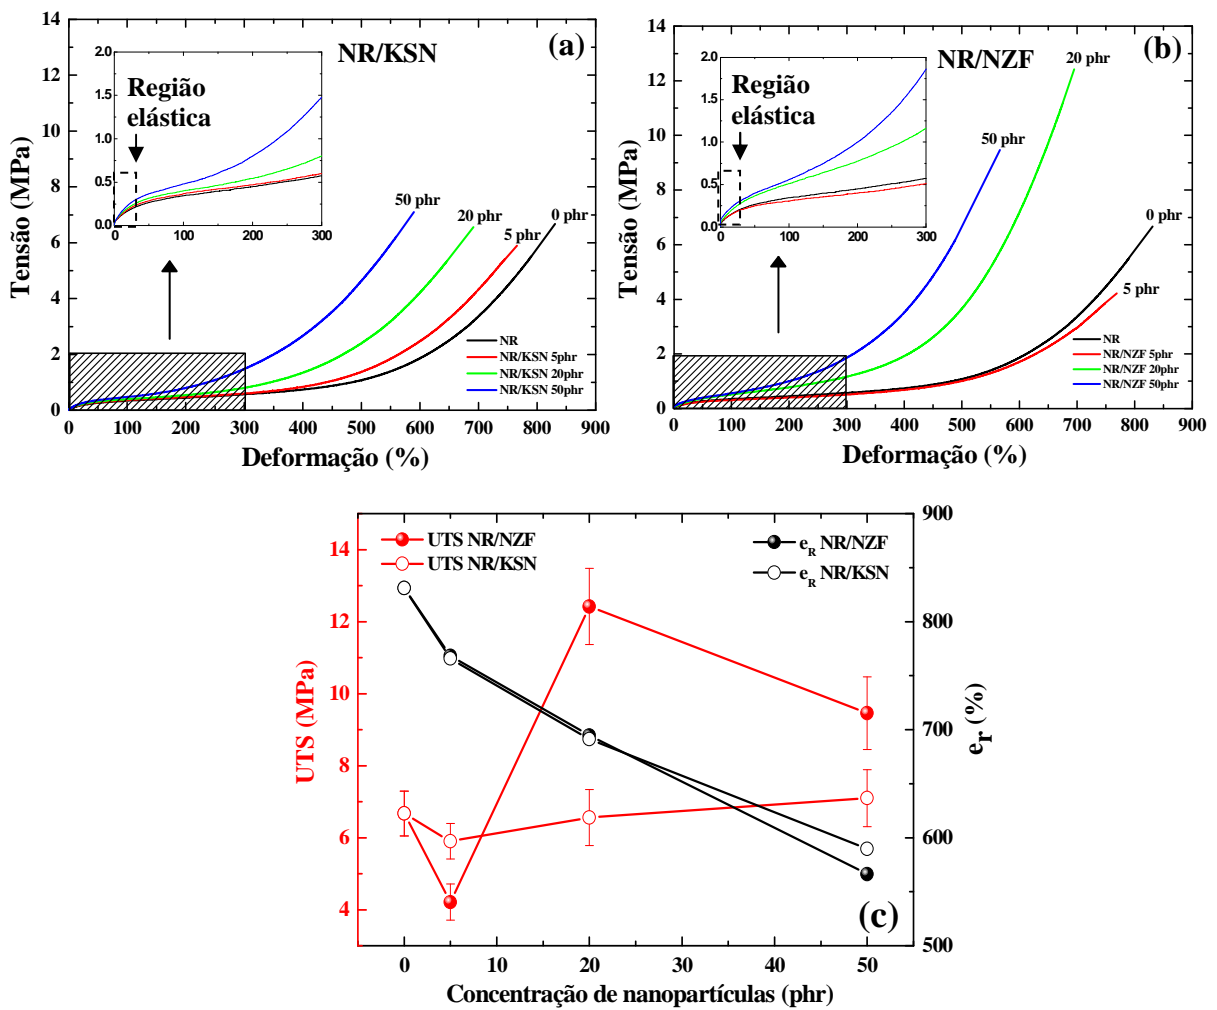 (a)
NR/KSN
Região
elástica
2.0
1.5
1.0
0.5
0.0
0 100 200 300
14
12
10
8
6
4
2
0
Tensão (MPa)
50 phr
20 phr
5 phr
0 phr
NR
NR/KSN 5phr
NR/KSN 20phr
NR/KSN 50phr
0 100 200 300 400 500 600 700 800 900
Deformação (%)
(b)
NR/NZF
Região
elástica
2.0
1.5
1.0
0.5
0.0
0 100 200 300
14
12
10
8
6
4
2
0
Tensão (MPa)
20 phr
50 phr
0 phr
5 phr
NR
NR/NZF 5phr
NR/NZF 20phr
NR/NZF 50phr
0 100 200 300 400 500 600 700 800 900
Deformação (%)
UTS NR/NZF
UTS NR/KSN
eR NR/NZF
eR NR/KSN
14
12
10
8
6
4
UTS (MPa)
900
800
700
600
500
er (%)
(c)
0 10 20 30 40 50
Concentração de nanopartículas (phr)